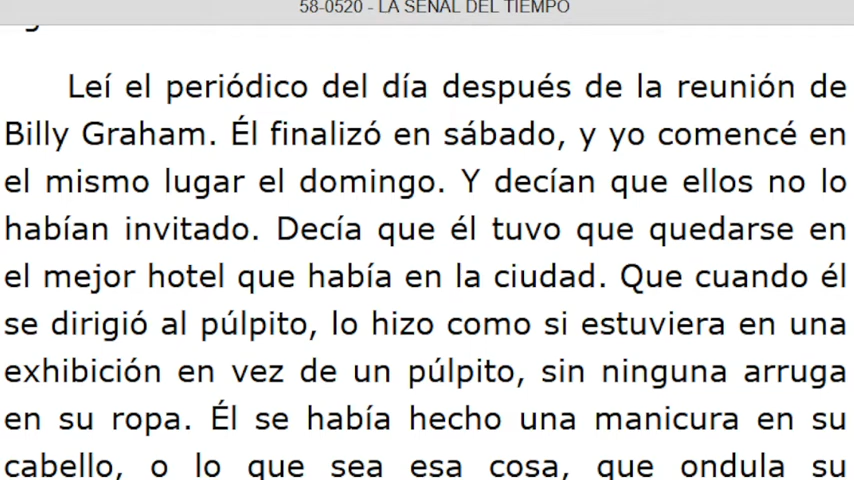 58-0520 - LA SEÑAL DEL TIEMPO
Leí el periódico del día después de la reunión de
Billy Graham. Él finalizó en sábado, y yo comencé en
el mismo lugar el domingo. Y decían que ellos no lo
habían invitado. Decía que él tuvo que quedarse en
el mejor hotel que había en la ciudad. Que cuando él
se dirigió al púlpito, lo hizo como si estuviera en una
exhibición en vez de un púlpito, sin ninguna arruga
en su ropa. Él se había hecho una manicura en su
cabello, o lo que sea esa cosa, que ondula su